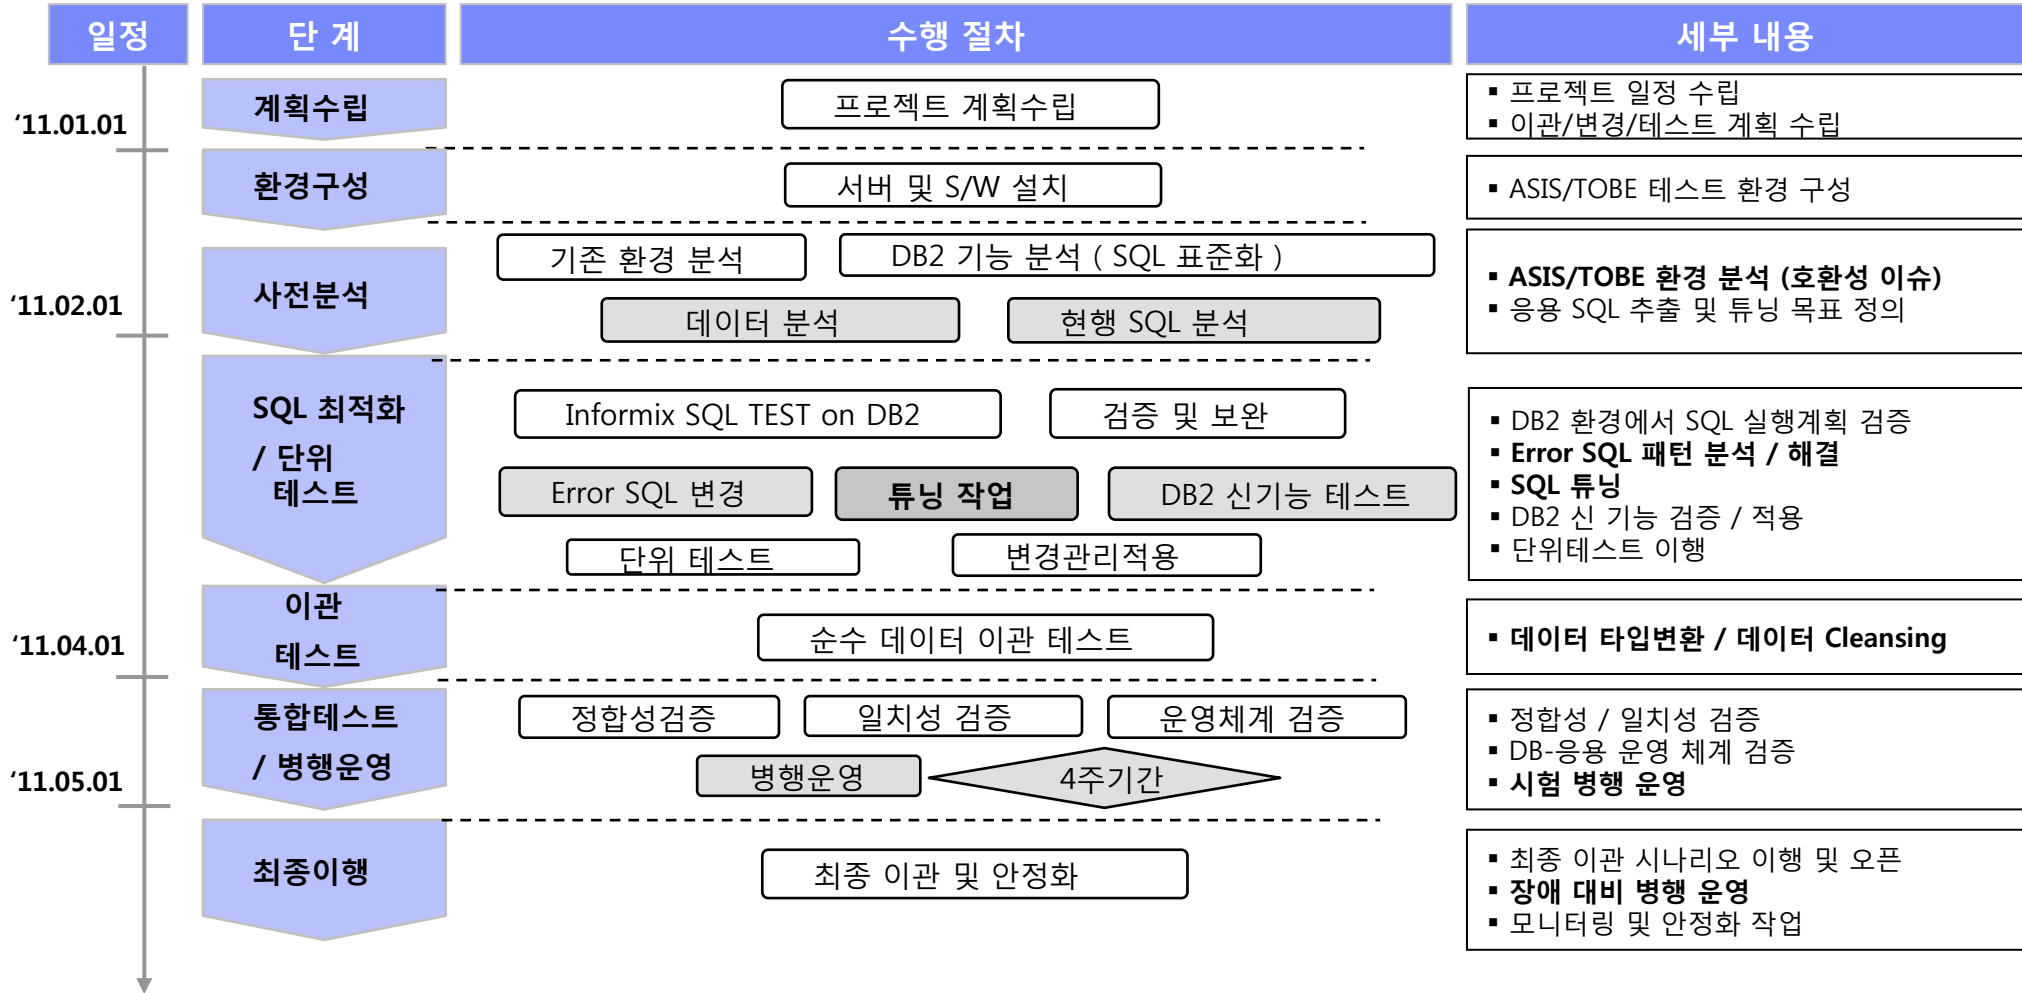 일정
단 계
수행 절차
세부 내용
‘11.01.01
계획수립
프로젝트 계획수립
▪ 프로젝트 일정 수립
▪ 이관/변경/테스트 계획 수립
환경구성
서버 및 S/W 설치
▪ ASIS/TOBE 테스트 환경 구성
‘11.02.01
사전분석
기존 환경 분석
DB2 기능 분석 ( SQL 표준화 )
데이터 분석
현행 SQL 분석
▪ ASIS/TOBE 환경 분석 (호환성 이슈)
▪ 응용 SQL 추출 및 튜닝 목표 정의
SQL 최적화
/ 단위
테스트
Informix SQL TEST on DB2
검증 및 보완
Error SQL 변경
튜닝 작업
DB2 신기능 테스트
단위 테스트
변경관리적용
▪ DB2 환경에서 SQL 실행계획 검증
▪ Error SQL 패턴 분석 / 해결
▪ SQL 튜닝
▪ DB2 신 기능 검증 / 적용
▪ 단위테스트 이행
‘11.04.01
이관
테스트
순수 데이터 이관 테스트
▪ 데이터 타입변환 / 데이터 Cleansing
‘11.05.01
통합테스트
/ 병행운영
정합성검증
일치성 검증
운영체계 검증
병행운영
4주기간
▪ 정합성 / 일치성 검증
▪ DB-응용 운영 체계 검증
▪ 시험 병행 운영
최종이행
최종 이관 및 안정화
▪ 최종 이관 시나리오 이행 및 오픈
▪ 장애 대비 병행 운영
▪ 모니터링 및 안정화 작업